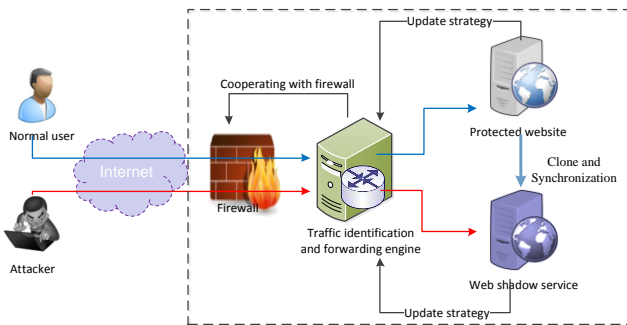 Update strategy
Cooperating with firewall
Normal user
Protected website
Internet
Clone and
Synchronization
Firewall
Traffic identification
and forwarding engine
Attacker
Web shadow service
Update strategy